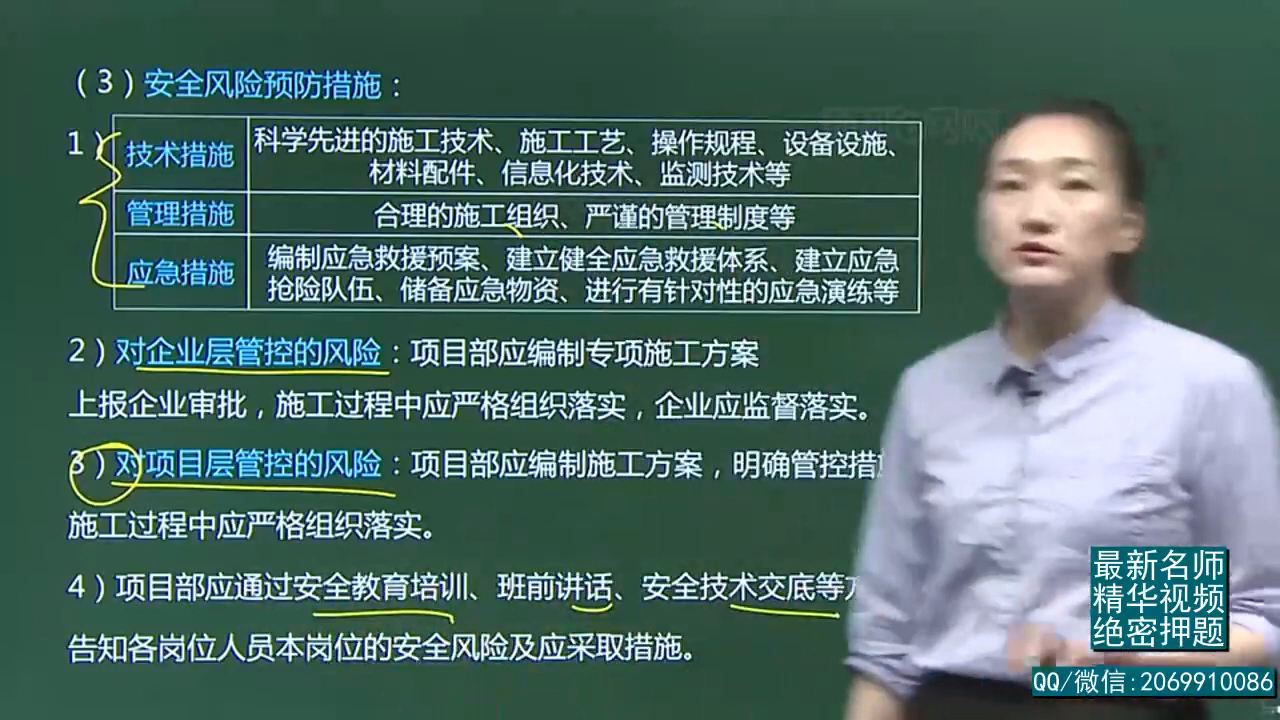 （3）安全风险预防措施：
1）
技术措施
科学先进的施工技术、施工工艺、操作规程、设备设施、
材料配件、信息化技术、监测技术等
管理措施
合理的施工组织、严谨的管理制度等
应急措施
编制应急救援预案、建立健全应急救援体系、建立应急
抢险队伍、储备应急物资、进行有针对性的应急演练等
2）对企业层管控的风险：项目部应编制专项施工方案
上报企业审批，施工过程中应严格组织落实，企业应监督落实。
3）对项目层管控的风险：项目部应编制施工方案，明确管控措
施工过程中应严格组织落实。
4）项目部应通过安全教育培训、班前讲话、安全技术交底等
告知各岗位人员本岗位的安全风险及应采取措施。
最新名师
精华视频
绝密押题
QQ/微信:2069910086